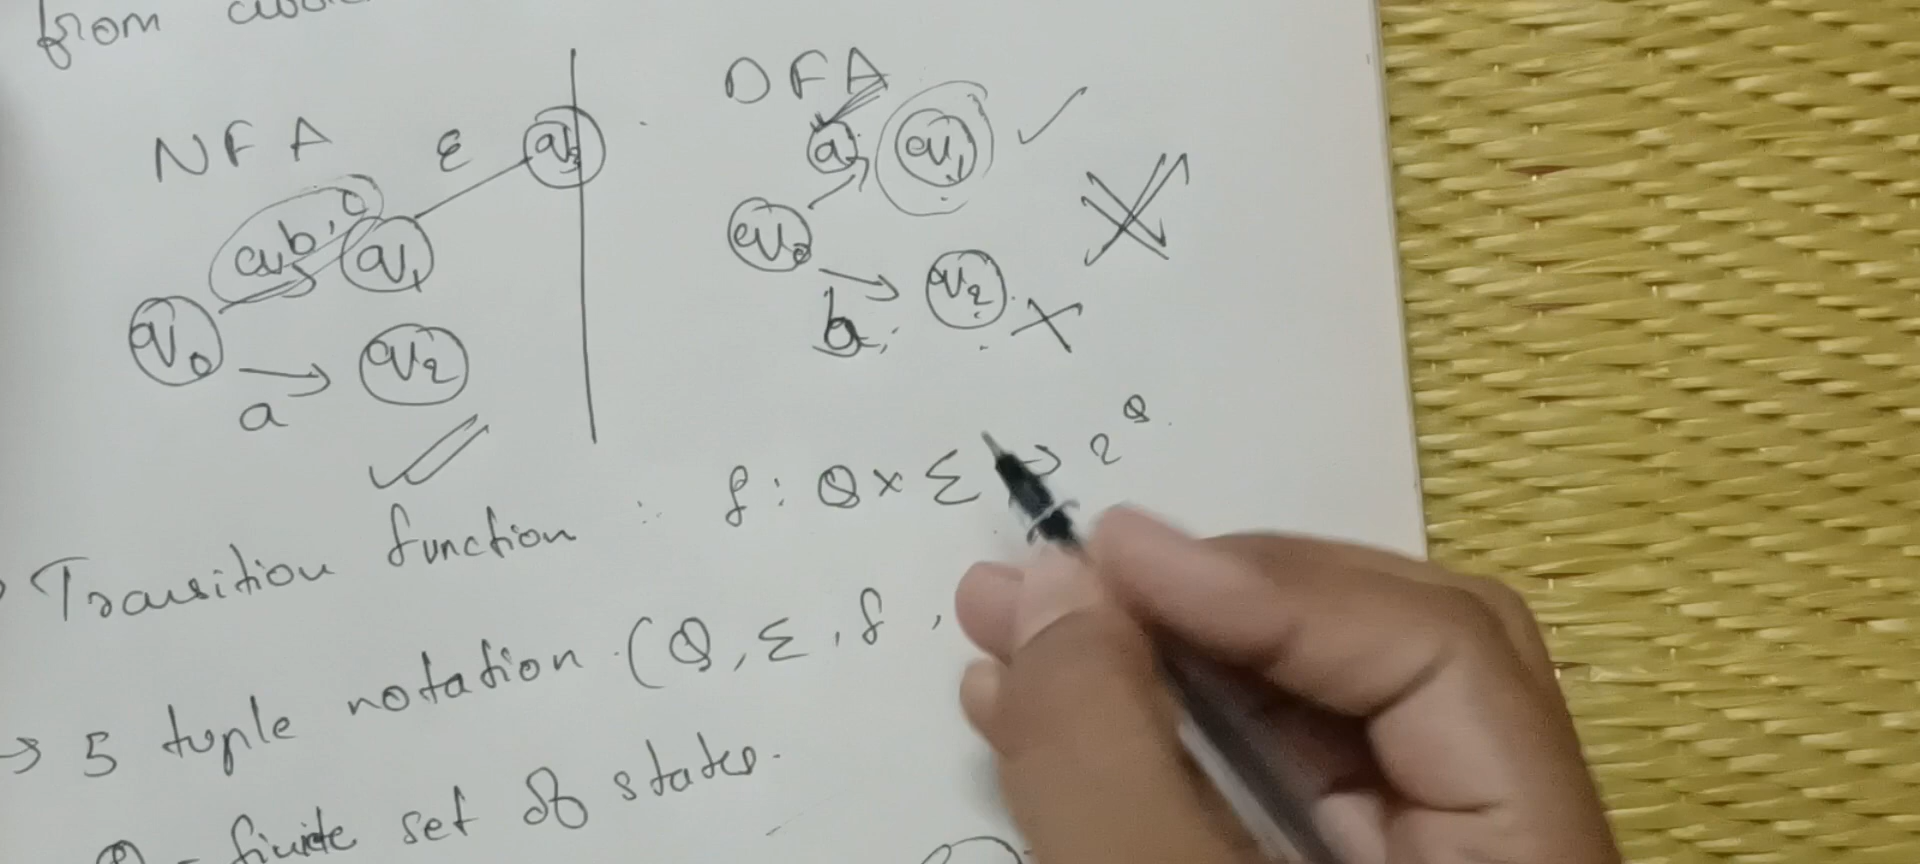 from
NFA ε q3
a,b,c q1
q0
a q2
DFA
a q1
q0
b q2
Transition function : δ : Q × Σ → 2^Q
→ 5 tuple notation (Q, Σ, δ,
Q - finite set of states.